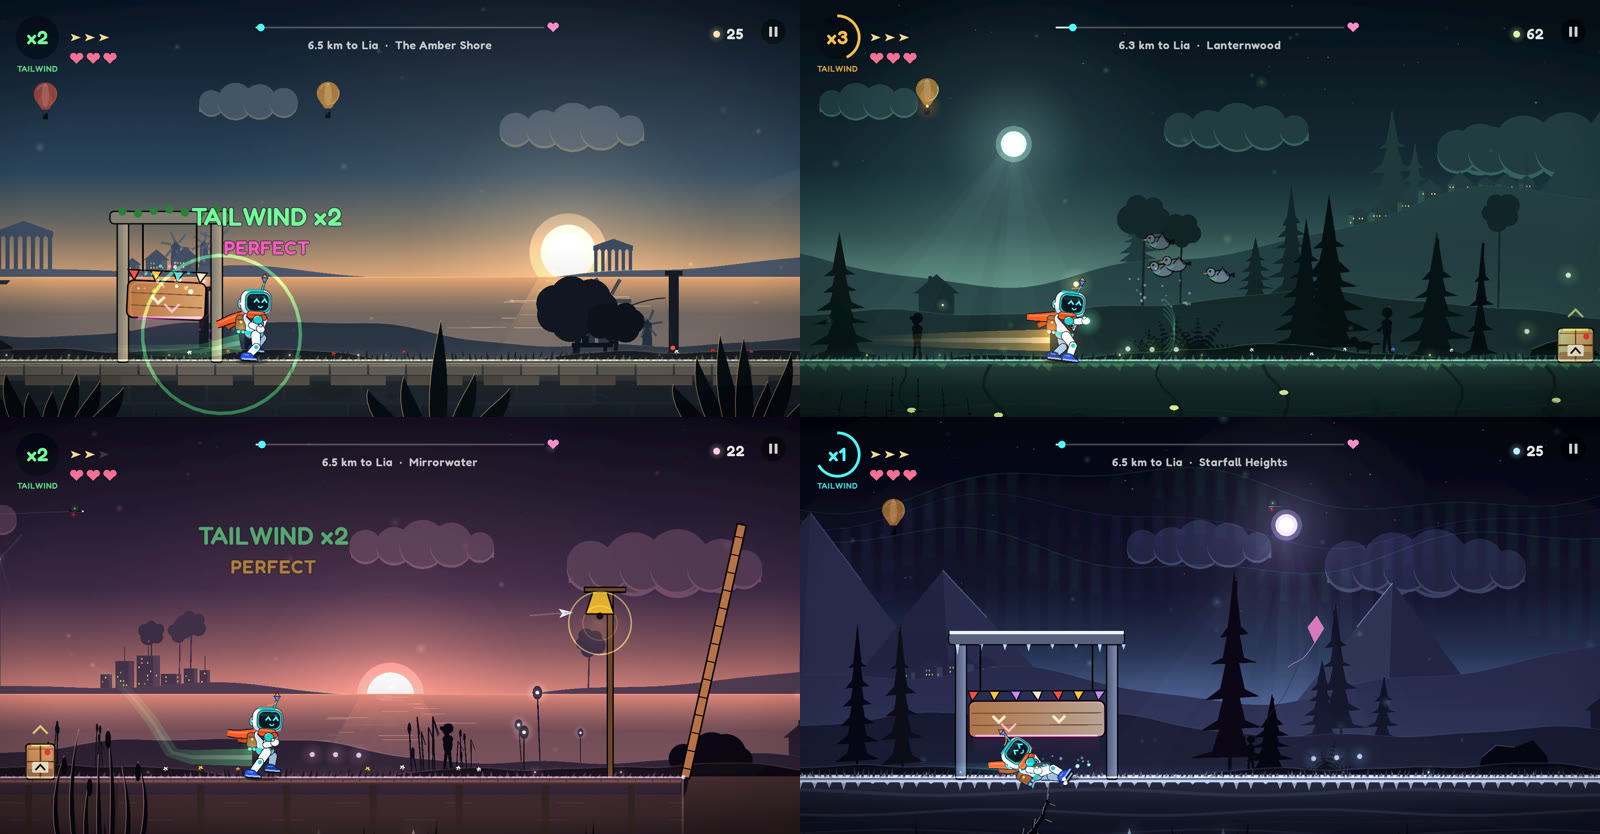 x2
TAILWIND
6.5 km to Lia · The Amber Shore
25
TAILWIND x2
PERFECT
x3
TAILWIND
6.3 km to Lia · Lanternwood
62
x2
TAILWIND
6.5 km to Lia · Mirrorwater
22
TAILWIND x2
PERFECT
x1
TAILWIND
6.5 km to Lia · Starfall Heights
25